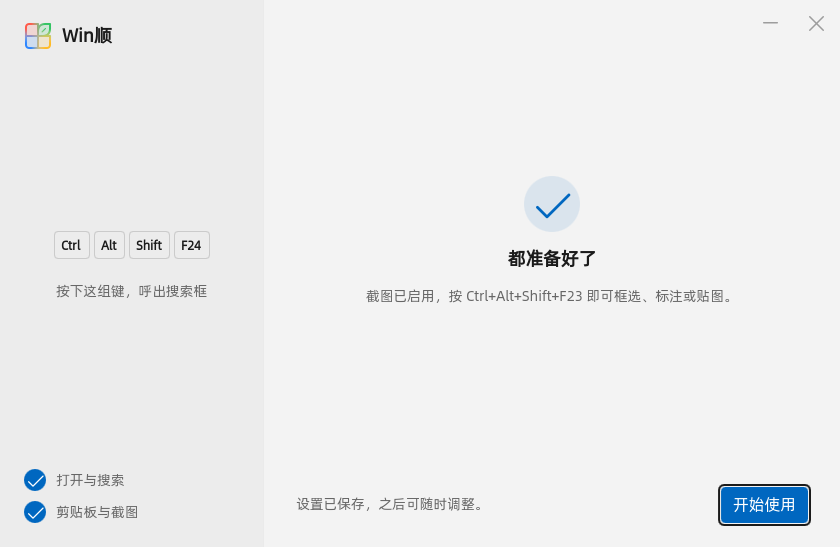 Win顺
Ctrl Alt Shift F24
按下这组键，呼出搜索框
打开与搜索
剪贴板与截图
都准备好了
截图已启用，按 Ctrl+Alt+Shift+F23 即可框选、标注或贴图。
设置已保存，之后可随时调整。
开始使用